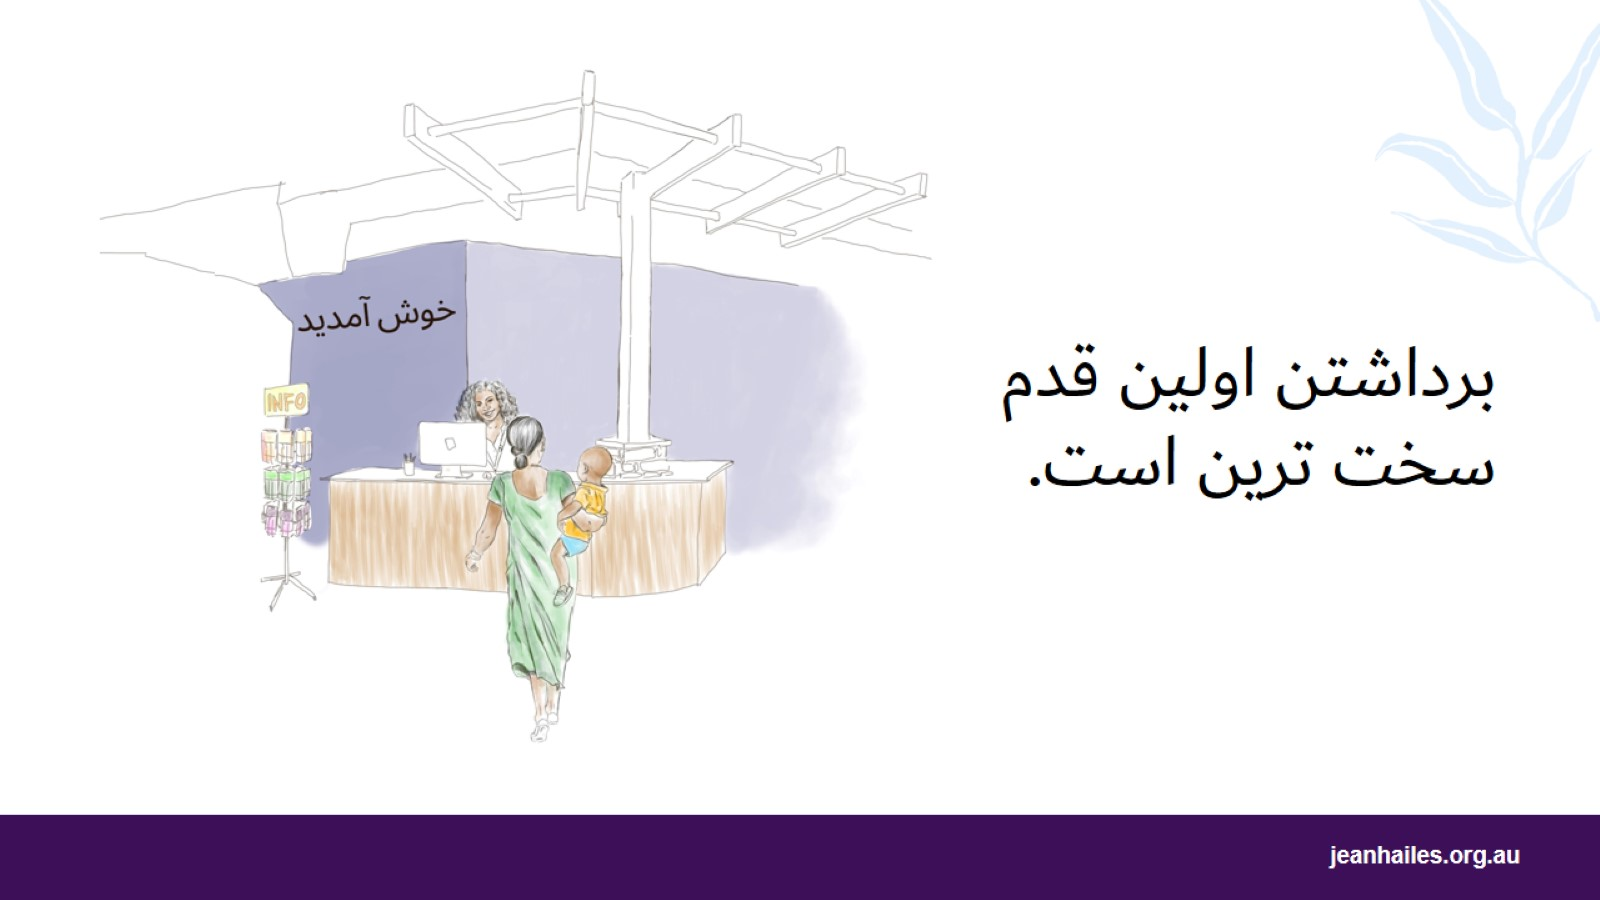 خوش آمدید
INFO
برداشتن اولین قدم
سخت ترین است.
jeanhailes.org.au